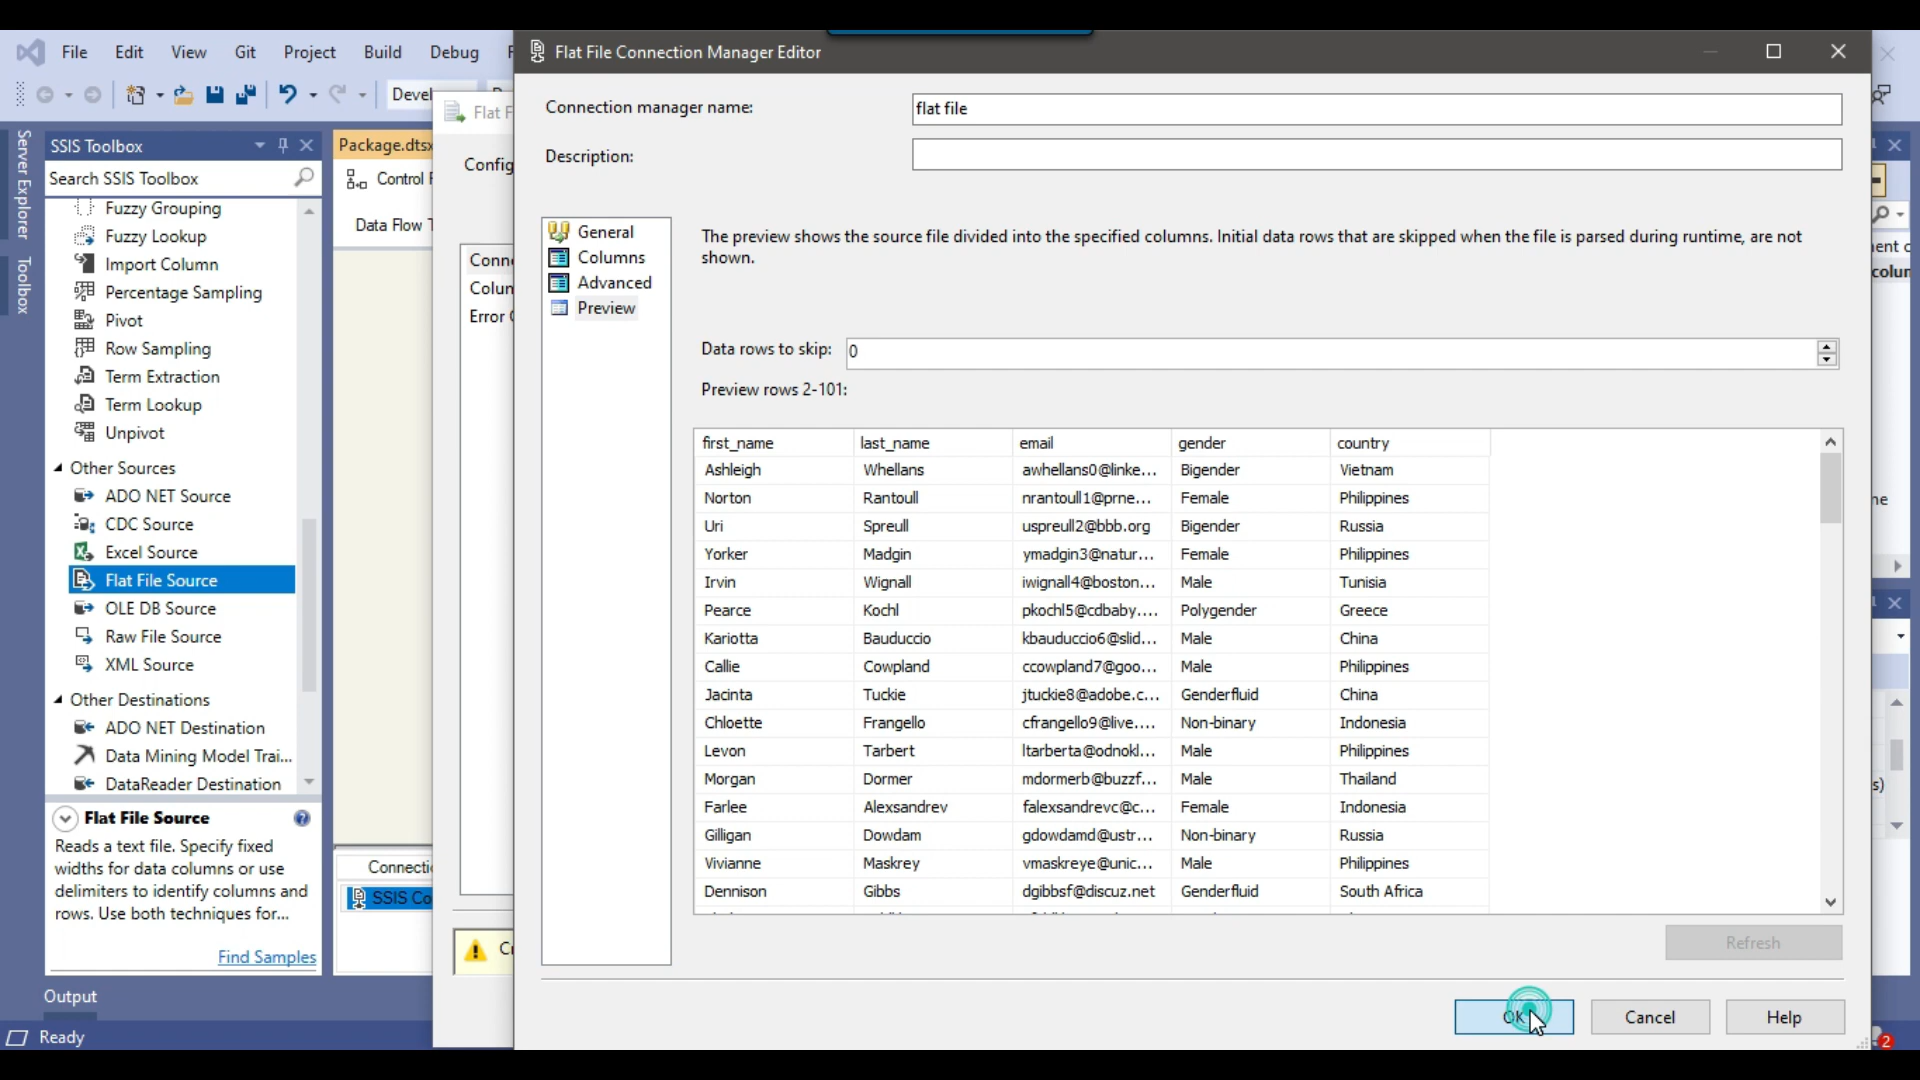 File Edit View Git Project Build Debug
Flat File Connection Manager Editor
Connection manager name: flat file
Description:
Server Explorer
Toolbox
SSIS Toolbox
Search SSIS Toolbox
Fuzzy Grouping
Fuzzy Lookup
Import Column
Percentage Sampling
Pivot
Row Sampling
Term Extraction
Term Lookup
Unpivot
Other Sources
ADO NET Source
CDC Source
Excel Source
Flat File Source
OLE DB Source
Raw File Source
XML Source
Other Destinations
ADO NET Destination
Data Mining Model Trai...
DataReader Destination
Flat File Source
Reads a text file. Specify fixed
widths for data columns or use
delimiters to identify columns and
rows. Use both techniques for...
Find Samples
Output
Ready
Package.dtsx
Control
Data Flow
General
Columns
Advanced
Preview
The preview shows the source file divided into the specified columns. Initial data rows that are skipped when the file is parsed during runtime, are not
shown.
Data rows to skip: 0
Preview rows 2-101:
first_name last_name email gender country
Ashleigh Whellans awhellans0@linke... Bigender Vietnam
Norton Rantoull nrantoull1@prne... Female Philippines
Uri Spreull uspreull2@bbb.org Bigender Russia
Yorker Madgin ymadgin3@natur... Female Philippines
Irvin Wignall iwignall4@boston... Male Tunisia
Pearce Kochl pkochl5@cdbaby.... Polygender Greece
Kariotta Bauduccio kbauduccio6@slid... Male China
Callie Cowpland ccowpland7@goo... Male Philippines
Jacinta Tuckie jtuckie8@adobe.c... Genderfluid China
Chloette Frangello cfrangello9@live.... Non-binary Indonesia
Levon Tarbert ltarberta@odnokl... Male Philippines
Morgan Dormer mdormerb@buzzf... Male Thailand
Farlee Alexsandrev falexsandrevc@c... Female Indonesia
Gilligan Dowdam gdowdamd@ustr... Non-binary Russia
Vivianne Maskrey vmaskreye@unic... Male Philippines
Dennison Gibbs dgibbsf@discuz.net Genderfluid South Africa
Refresh
OK Cancel Help
2